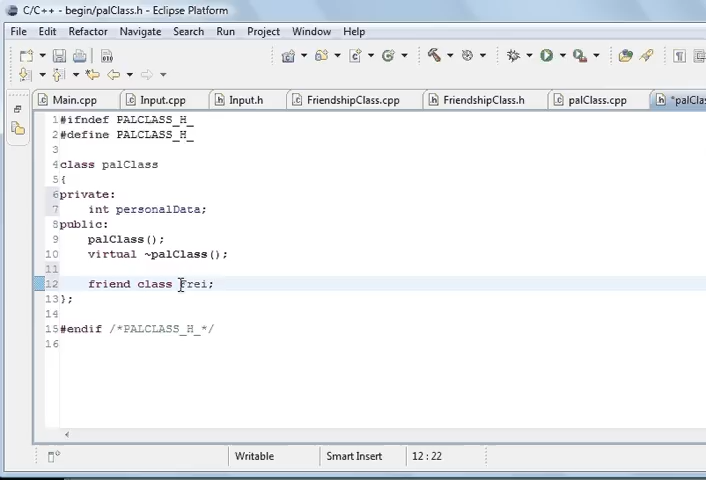 C/C++ - begin/palClass.h - Eclipse Platform
File Edit Refactor Navigate Search Run Project Window Help
Main.cpp Input.cpp Input.h FriendshipClass.cpp FriendshipClass.h palClass.cpp *palClas
1 #ifndef PALCLASS_H_
2 #define PALCLASS_H_
3
4 class palClass
5 {
6 private:
7 int personalData;
8 public:
9 palClass();
10 virtual ~palClass();
11
12 friend class Frei;
13 };
14
15 #endif /*PALCLASS_H_*/
16
Writable Smart Insert 12 : 22